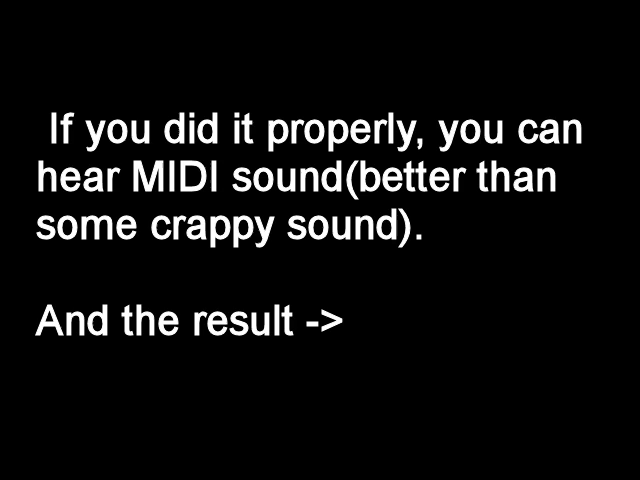 If you did it properly, you can
hear MIDI sound(better than
some crappy sound).
And the result ->